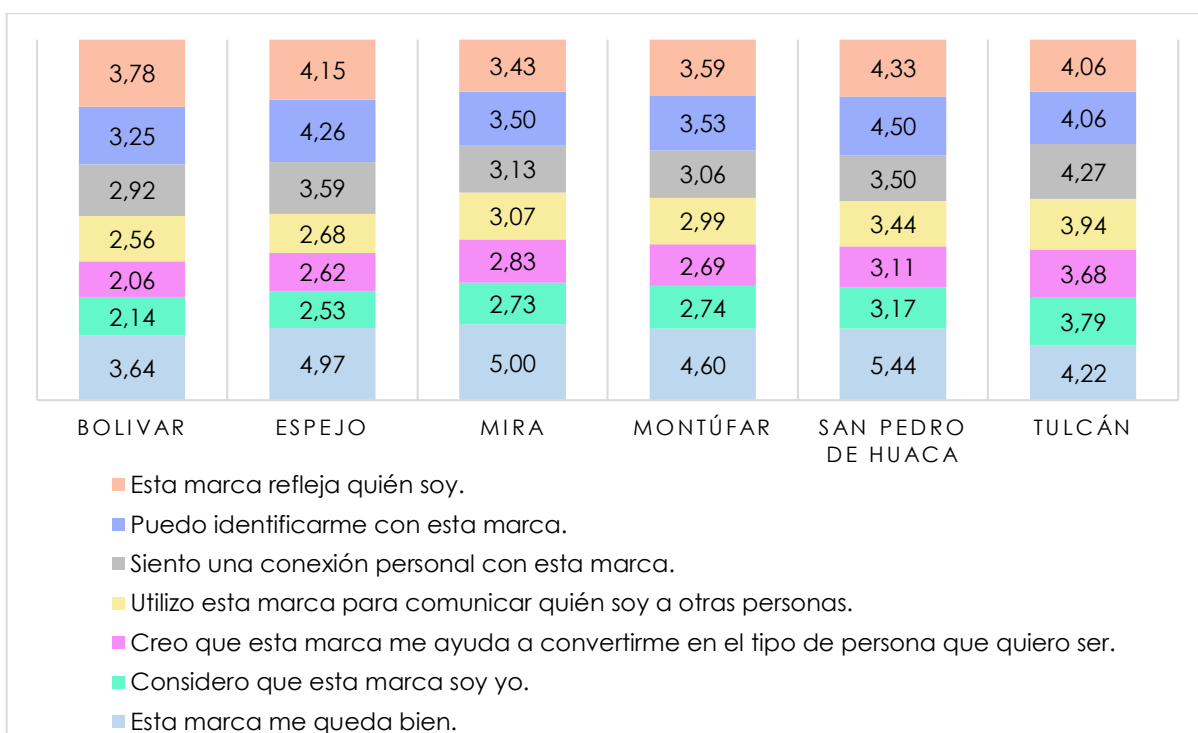 3,78 4,15 3,43 3,59 4,33 4,06
3,25 4,26 3,50 3,53 4,50 4,06
2,92 3,59 3,13 3,06 3,50 4,27
2,56 2,68 3,07 2,99 3,44 3,94
2,06 2,62 2,83 2,69 3,11 3,68
2,14 2,53 2,73 2,74 3,17 3,79
3,64 4,97 5,00 4,60 5,44 4,22
BOLIVAR ESPEJO MIRA MONTÚFAR SAN PEDRO TULCÁN
DE HUACA
Esta marca refleja quién soy.
Puedo identificarme con esta marca.
Siento una conexión personal con esta marca.
Utilizo esta marca para comunicar quién soy a otras personas.
Creo que esta marca me ayuda a convertirme en el tipo de persona que quiero ser.
Considero que esta marca soy yo.
Esta marca me queda bien.